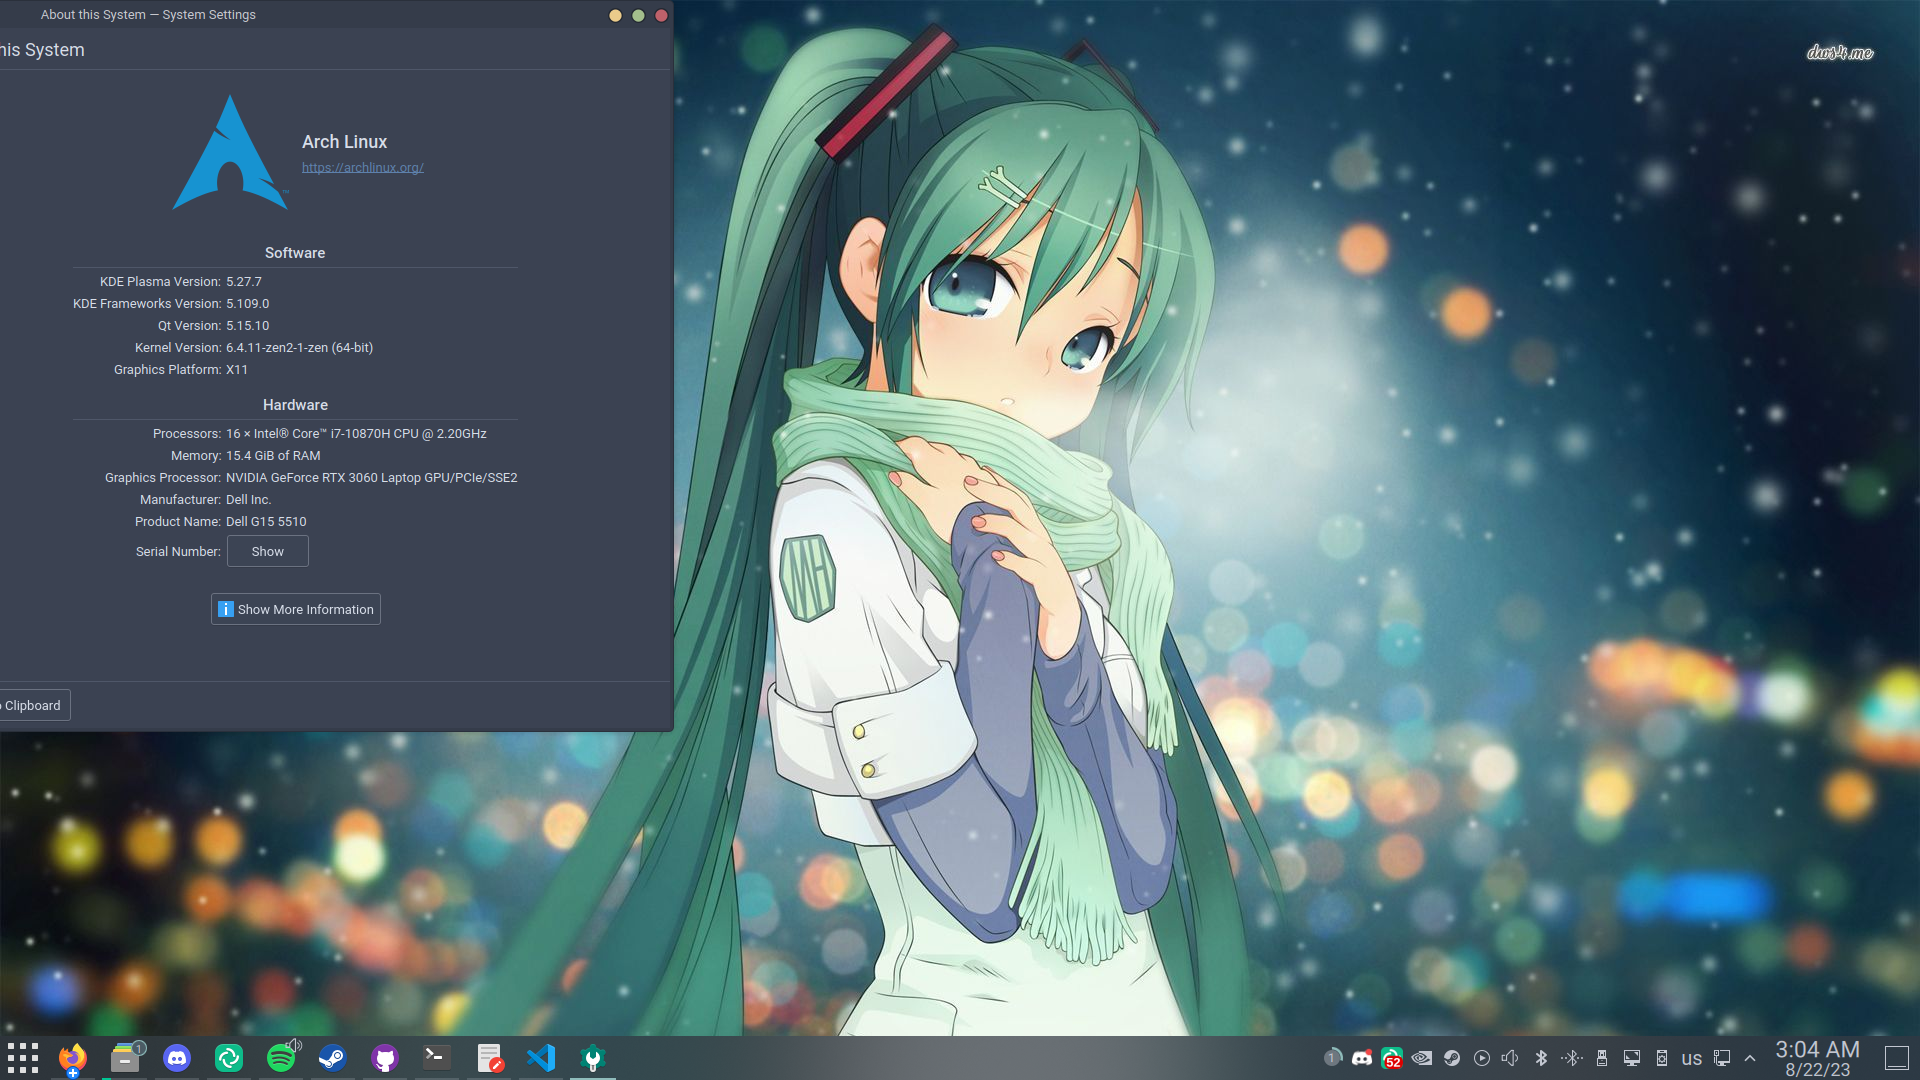 About this System — System Settings
his System
Arch Linux
https://archlinux.org/
Software
KDE Plasma Version: 5.27.7
KDE Frameworks Version: 5.109.0
Qt Version: 5.15.10
Kernel Version: 6.4.11-zen2-1-zen (64-bit)
Graphics Platform: X11
Hardware
Processors: 16 × Intel® Core™ i7-10870H CPU @ 2.20GHz
Memory: 15.4 GiB of RAM
Graphics Processor: NVIDIA GeForce RTX 3060 Laptop GPU/PCIe/SSE2
Manufacturer: Dell Inc.
Product Name: Dell G15 5510
Serial Number: Show
Show More Information
Clipboard
dws4.me
MH
1
1
52
us
3:04 AM
8/22/23